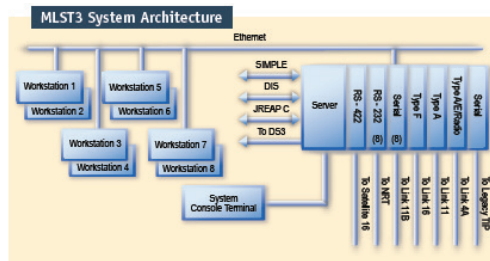 MLST3 System Architecture
Ethernet
Workstation 1
Workstation 2
Workstation 5
Workstation 6
Workstation 3
Workstation 4
Workstation 7
Workstation 8
SIMPLE
DIS
JREAP C
To DS3
Server
RS - 422
RS - 232 (8)
Serial (8)
Type F
Type A
Type A/E/Radio
Serial
System
Console Terminal
To Satellite 16
To NRT
To Link 11B
To Link 16
To Link 11
To Link 4A
To Legacy TIP